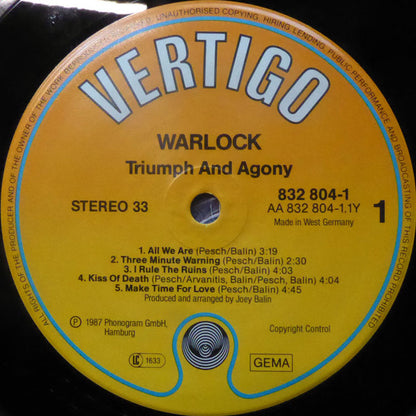 ALL RIGHTS OF THE PRODUCER AND OF THE OWNER OF THE WORK REPRODUCED RESERVED UNAUTHORISED COPYING, HIRING LENDING, PUBLIC PERFORMANCE AND BROADCASTING OF THIS RECORD PROHIBITED
VERTIGO
WARLOCK
Triumph And Agony
STEREO 33
832 804-1
AA 832 804-1.1Y
Made in West Germany
1
1. All We Are (Pesch/Balin) 3:19
2. Three Minute Warning (Pesch/Balin) 2:30
3. I Rule The Ruins (Pesch/Balin) 4:03
4. Kiss Of Death (Pesch/Arvanitis, Balin/Pesch, Balin) 3:51
5. Make Time For Love (Pesch/Balin) 4:45
Produced and arranged by Joey Balin
Ⓟ 1987 Phonogram GmbH,
Hamburg
Copyright Control
LC 1633
GEMA